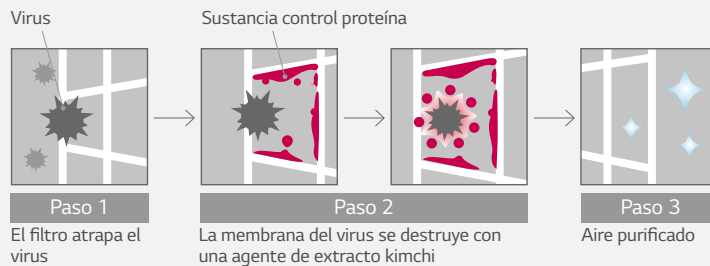 Virus
Sustancia control proteína
Paso 1
Paso 2
Paso 3
El filtro atrapa el
virus
La membrana del virus se destruye con
una agente de extracto kimchi
Aire purificado